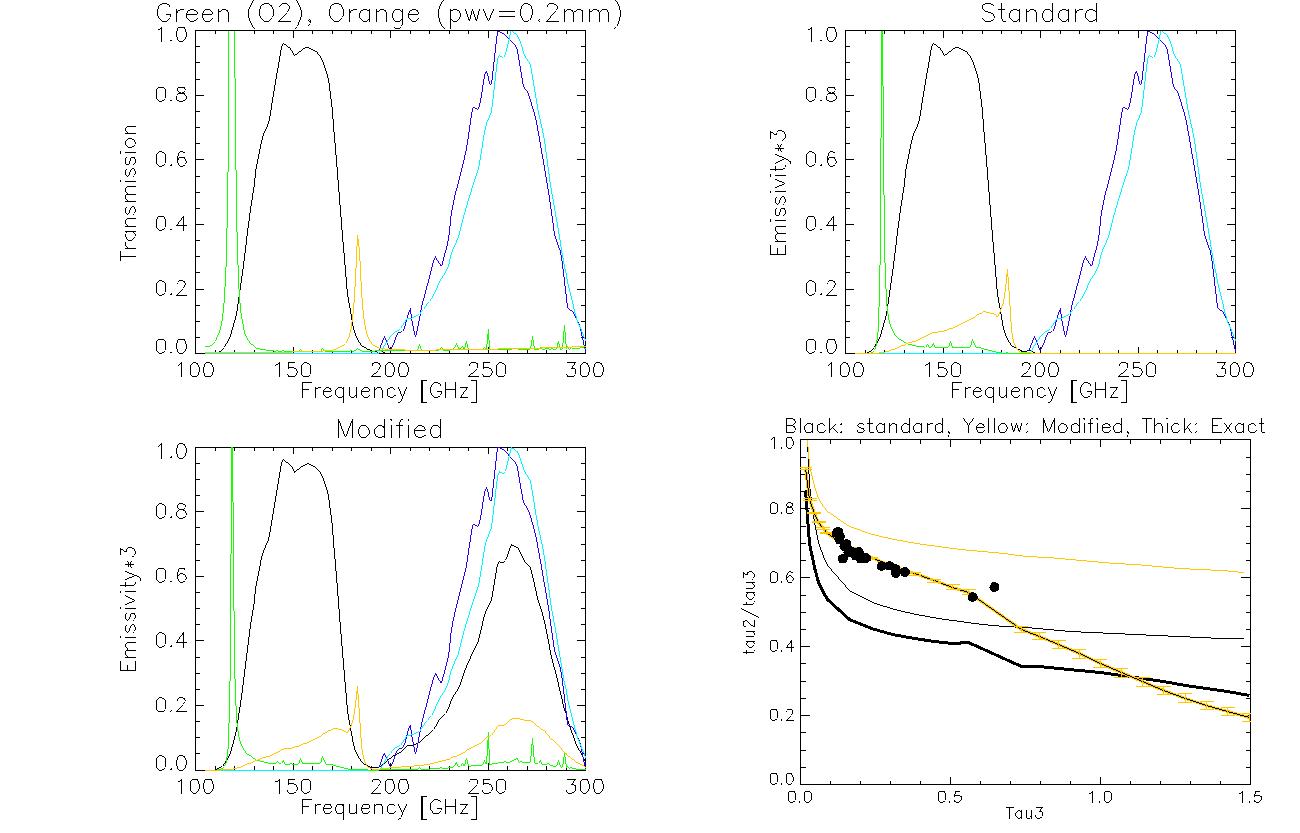 Green (O2), Orange (pwv=0.2mm)
1.0
0.8
0.6
0.4
0.2
0.0
Transmission
100 150 200 250 300
Frequency [GHz]
Standard
1.0
0.8
0.6
0.4
0.2
0.0
Emissivity*3
100 150 200 250 300
Frequency [GHz]
Modified
1.0
0.8
0.6
0.4
0.2
0.0
Emissivity*3
100 150 200 250 300
Frequency [GHz]
Black: standard, Yellow: Modified, Thick: Exact
1.0
0.8
0.6
0.4
0.2
0.0
tau2/tau3
0.0 0.5 1.0 1.5
Tau3